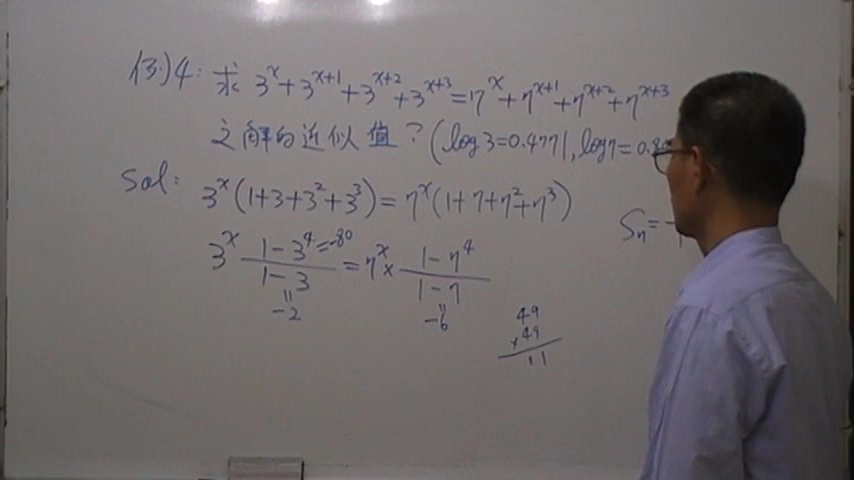 例4: 求 3^x+3^{x+1}+3^{x+2}+3^{x+3}=7^x+7^{x+1}+7^{x+2}+7^{x+3}
之解的近似值? (log3=0.4771, log7=0.8
Sol: 3^x(1+3+3^2+3^3)=7^x(1+7+7^2+7^3)
Sn=
3^x (1-3^4=-80)/(1-3) = 7^x × (1-7^4)/(1-7)
=-2
=-6
49
×49
11